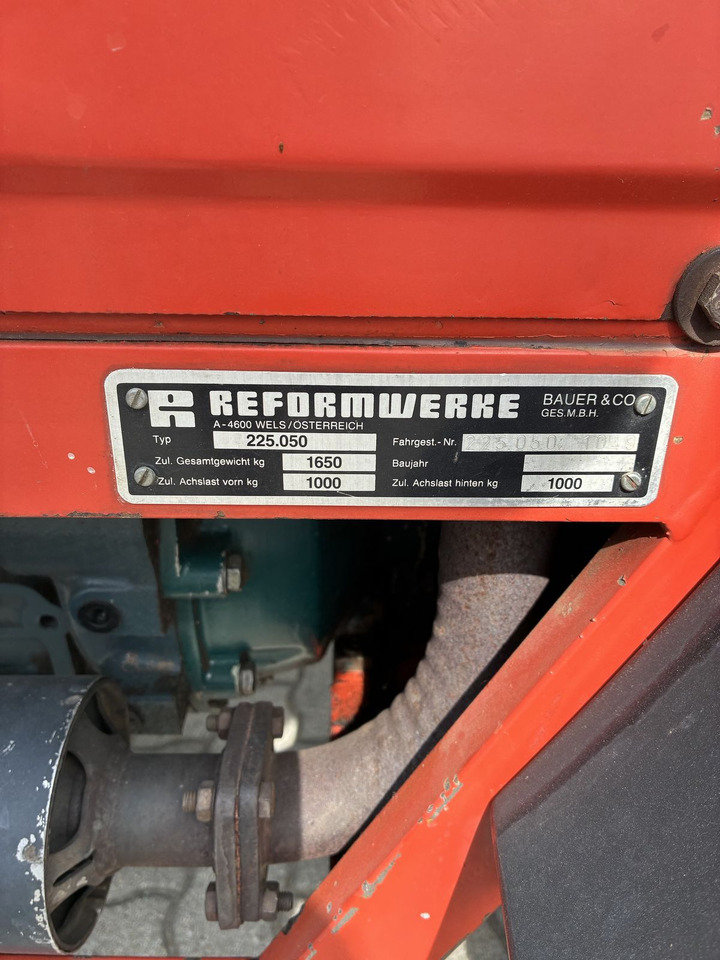 R REFORMWERKE BAUER & CO
GES.M.B.H.
A-4600 WELS/ÖSTERREICH
Typ 225.050 Fahrgest.-Nr.
Zul. Gesamtgewicht kg 1650 Baujahr
Zul. Achslast vorn kg 1000 Zul. Achslast hinten kg 1000